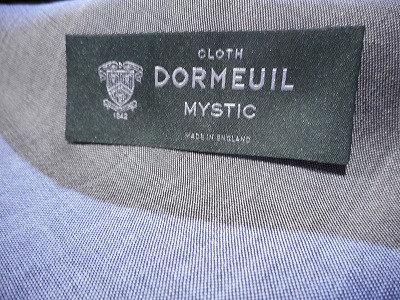 CLOTH
DORMEUIL
MYSTIC
1842
MADE IN ENGLAND